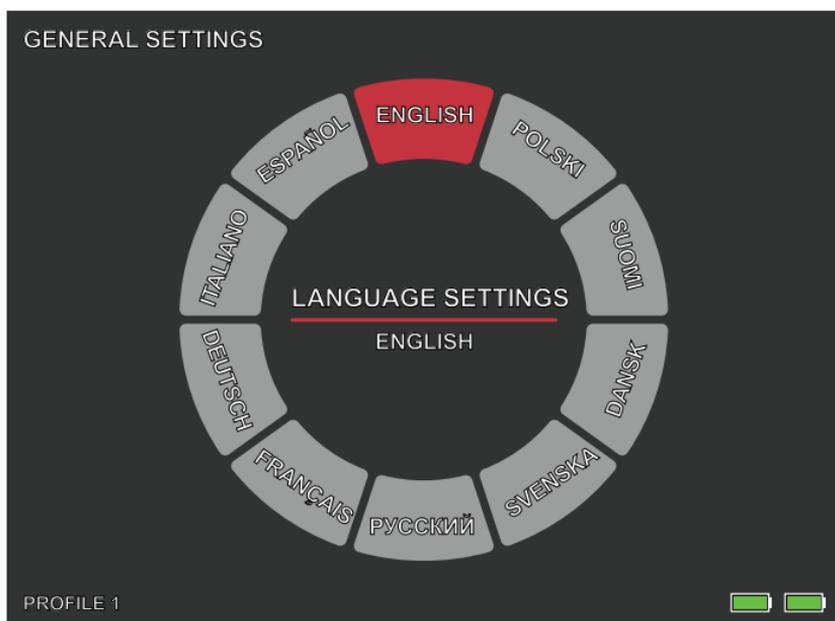 GENERAL SETTINGS
ENGLISH
POLSKI
SUOMI
DANSK
SVENSKA
РУССКИЙ
FRANÇAIS
DEUTSCH
ITALIANO
ESPAÑOL
LANGUAGE SETTINGS
ENGLISH
PROFILE 1